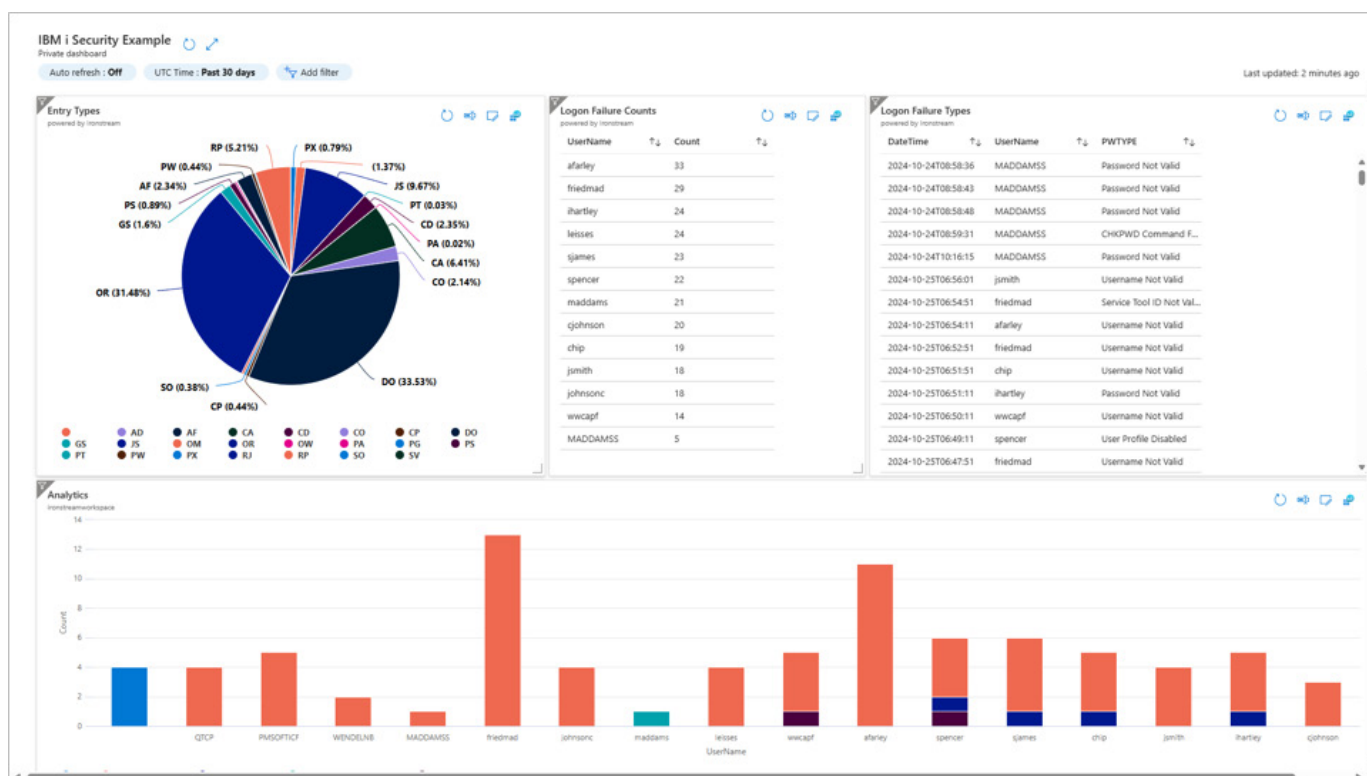 IBM i Security Example
Private dashboard
Auto refresh : Off UTC Time : Past 30 days Add filter
Last updated: 2 minutes ago
Entry Types
powered by Ironstream
RP (5.21%)
PX (0.79%)
PW (0.44%)
(1.37%)
AF (2.34%)
JS (9.67%)
PS (0.89%)
PT (0.03%)
GS (1.6%)
CD (2.35%)
PA (0.02%)
CA (6.41%)
CO (2.14%)
OR (31.48%)
DO (33.53%)
SO (0.38%)
CP (0.44%)
AD AF CA CD CO CP DO
GS JS OM OR OW PA PG PS
PT PW PX RJ RP SO SV
Logon Failure Counts
powered by Ironstream
UserName Count
afarley 33
friedmad 29
ihartley 24
leisses 24
sjames 23
spencer 22
maddams 21
cjohnson 20
chip 19
jsmith 18
johnsonc 18
wwcapf 14
MADDAMSS 5
Logon Failure Types
powered by Ironstream
DateTime UserName PWTYPE
2024-10-24T08:58:36 MADDAMSS Password Not Valid
2024-10-24T08:58:43 MADDAMSS Password Not Valid
2024-10-24T08:58:48 MADDAMSS Password Not Valid
2024-10-24T08:59:31 MADDAMSS CHKPWD Command F...
2024-10-24T10:16:15 MADDAMSS Password Not Valid
2024-10-25T06:56:01 jsmith Username Not Valid
2024-10-25T06:54:51 friedmad Service Tool ID Not Val...
2024-10-25T06:54:11 afarley Username Not Valid
2024-10-25T06:52:51 friedmad Username Not Valid
2024-10-25T06:51:51 chip Username Not Valid
2024-10-25T06:51:11 ihartley Password Not Valid
2024-10-25T06:50:11 wwcapf Username Not Valid
2024-10-25T06:49:11 spencer User Profile Disabled
2024-10-25T06:47:51 friedmad Username Not Valid
Analytics
ironstreamworkspace
14
12
10
8
6
4
2
0
Count
QTCP PMSOFTICF WENDELNB MADDAMSS friedmad johnsonc maddams leisses wwcapf afarley spencer sjames chip jsmith ihartley cjohnson
UserName